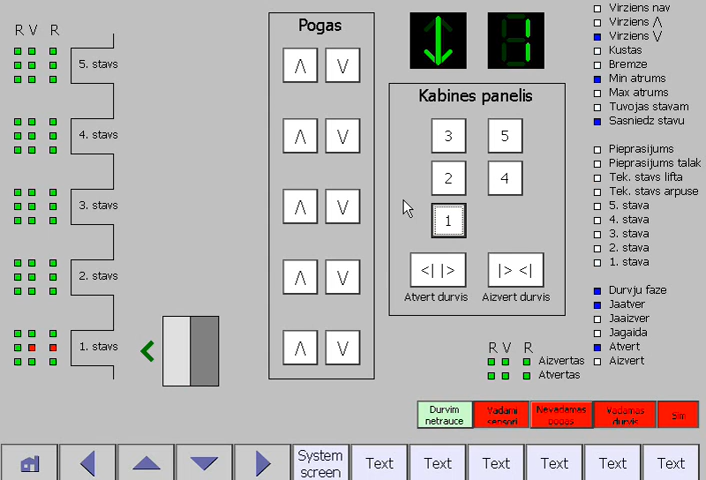 R V R
5. stavs
4. stavs
3. stavs
2. stavs
1. stavs
Pogas
⋀ ⋁
⋀ ⋁
⋀ ⋁
⋀ ⋁
⋀ ⋁
1
Kabines panelis
3 5
2 4
1
<| |> |> <|
Atvert durvis Aizvert durvis
R V R
Aizvertas
Atvertas
Virziens nav
Virziens ⋀
Virziens ⋁
Kustas
Bremze
Min atrums
Max atrums
Tuvojas stavam
Sasniedz stavu
Pieprasijums
Pieprasijums talak
Tek. stavs lifta
Tek. stavs arpuse
5. stava
4. stava
3. stava
2. stava
1. stava
Durvju faze
Jaatver
Jaaizver
Jagaida
Atvert
Aizvert
Durvim
netrauce
Vadami
sensori
Nevadamas
pogas
Vadamas
durvis
Sim
System
screen
Text
Text
Text
Text
Text
Text